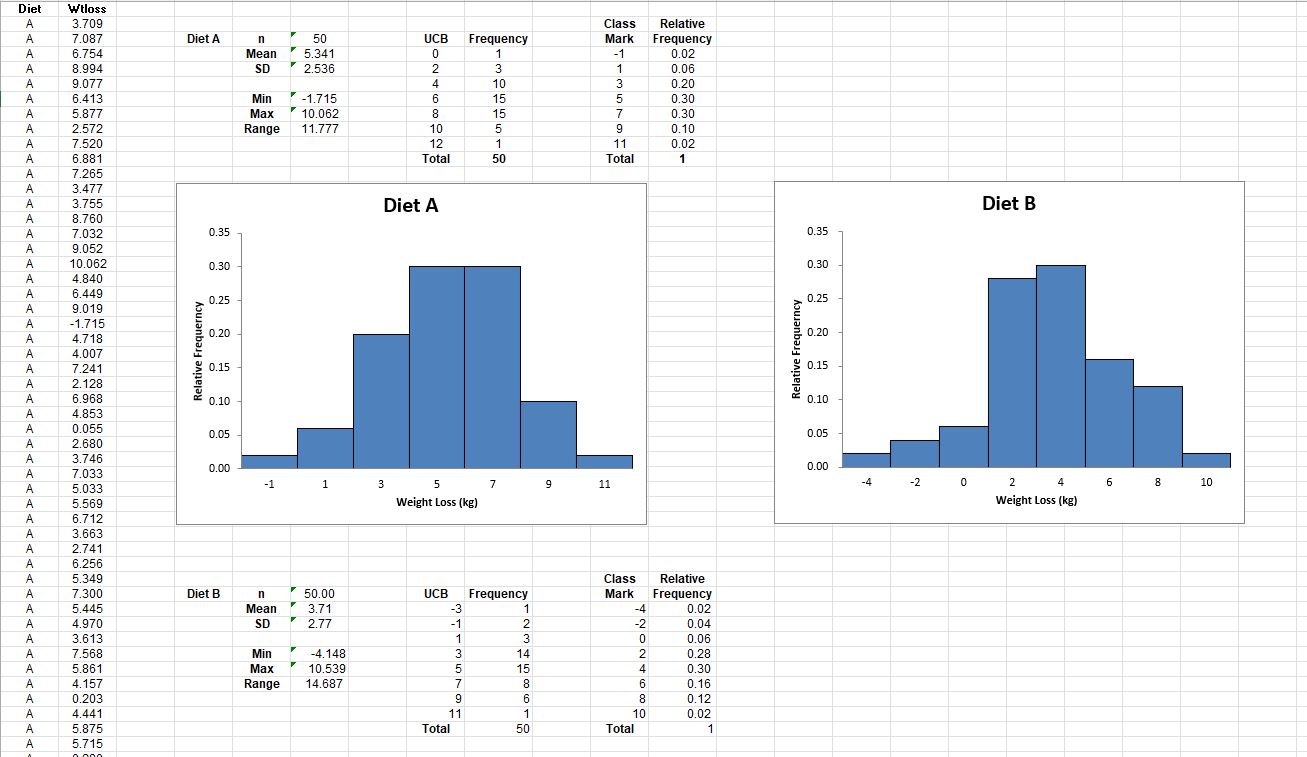 Diet Wtloss
A 3.709 Class Relative
A 7.087 Diet A n 50 UCB Frequency Mark Frequency
A 6.754 Mean 5.341 0 1 -1 0.02
A 8.994 SD 2.536 2 3 1 0.06
A 9.077 4 10 3 0.20
A 6.413 Min -1.715 6 15 5 0.30
A 5.877 Max 10.062 8 15 7 0.30
A 2.572 Range 11.777 10 5 9 0.10
A 7.520 12 1 11 0.02
A 6.881 Total 50 Total 1
A 7.265
A 3.477
A 3.755
A 8.760
A 7.032
A 9.052
A 10.062
A 4.840
A 6.449
A 9.019
A -1.715
A 4.718
A 4.007
A 7.241
A 2.128
A 6.968
A 4.853
A 0.055
A 2.680
A 3.746
A 7.033
A 5.033
A 5.569
A 6.712
A 3.663
A 2.741
A 6.256
Diet A
Relative Frequerncy
0.35
0.30
0.25
0.20
0.15
0.10
0.05
0.00
-1 1 3 5 7 9 11
Weight Loss (kg)
Diet B
Relative Frequerncy
0.35
0.30
0.25
0.20
0.15
0.10
0.05
0.00
-4 -2 0 2 4 6 8 10
Weight Loss (kg)
A 5.349 Class Relative
A 7.300 Diet B n 50.00 UCB Frequency Mark Frequency
A 5.445 Mean 3.71 -3 1 -4 0.02
A 4.970 SD 2.77 -1 2 -2 0.04
A 3.613 1 3 0 0.06
A 7.568 Min -4.148 3 14 2 0.28
A 5.861 Max 10.539 5 15 4 0.30
A 4.157 Range 14.687 7 8 6 0.16
A 0.203 9 6 8 0.12
A 4.441 11 1 10 0.02
A 5.875 Total 50 Total 1
A 5.715